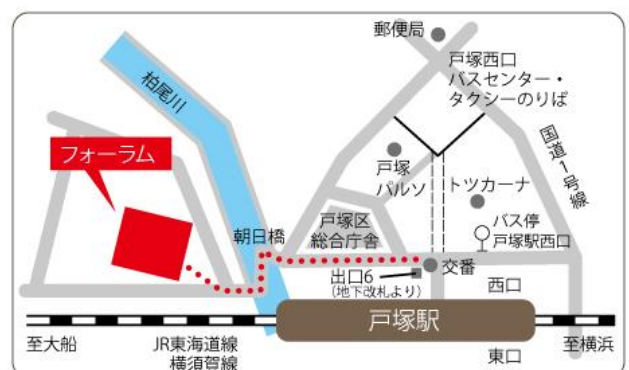 郵便局
戸塚西口
バスセンター・
タクシーのりば
柏尾川
国道1号線
フォーラム
戸塚
パルソ
トツカーナ
バス停
戸塚駅西口
戸塚区
総合庁舎
朝日橋
出口6
(地下改札より)
交番
西口
戸塚駅
至大船
JR東海道線
横須賀線
至横浜
東口